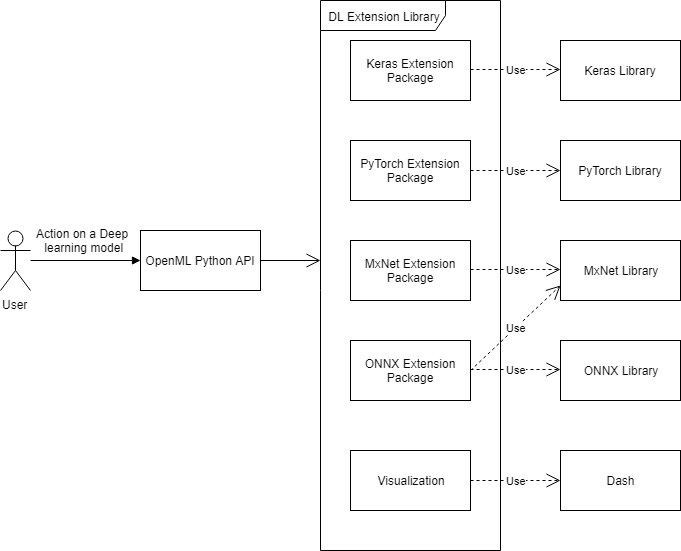 DL Extension Library
Keras Extension
Package
Use
Keras Library
PyTorch Extension
Package
Use
PyTorch Library
Action on a Deep
learning model
User
OpenML Python API
MxNet Extension
Package
Use
MxNet Library
Use
ONNX Extension
Package
Use
ONNX Library
Visualization
Use
Dash